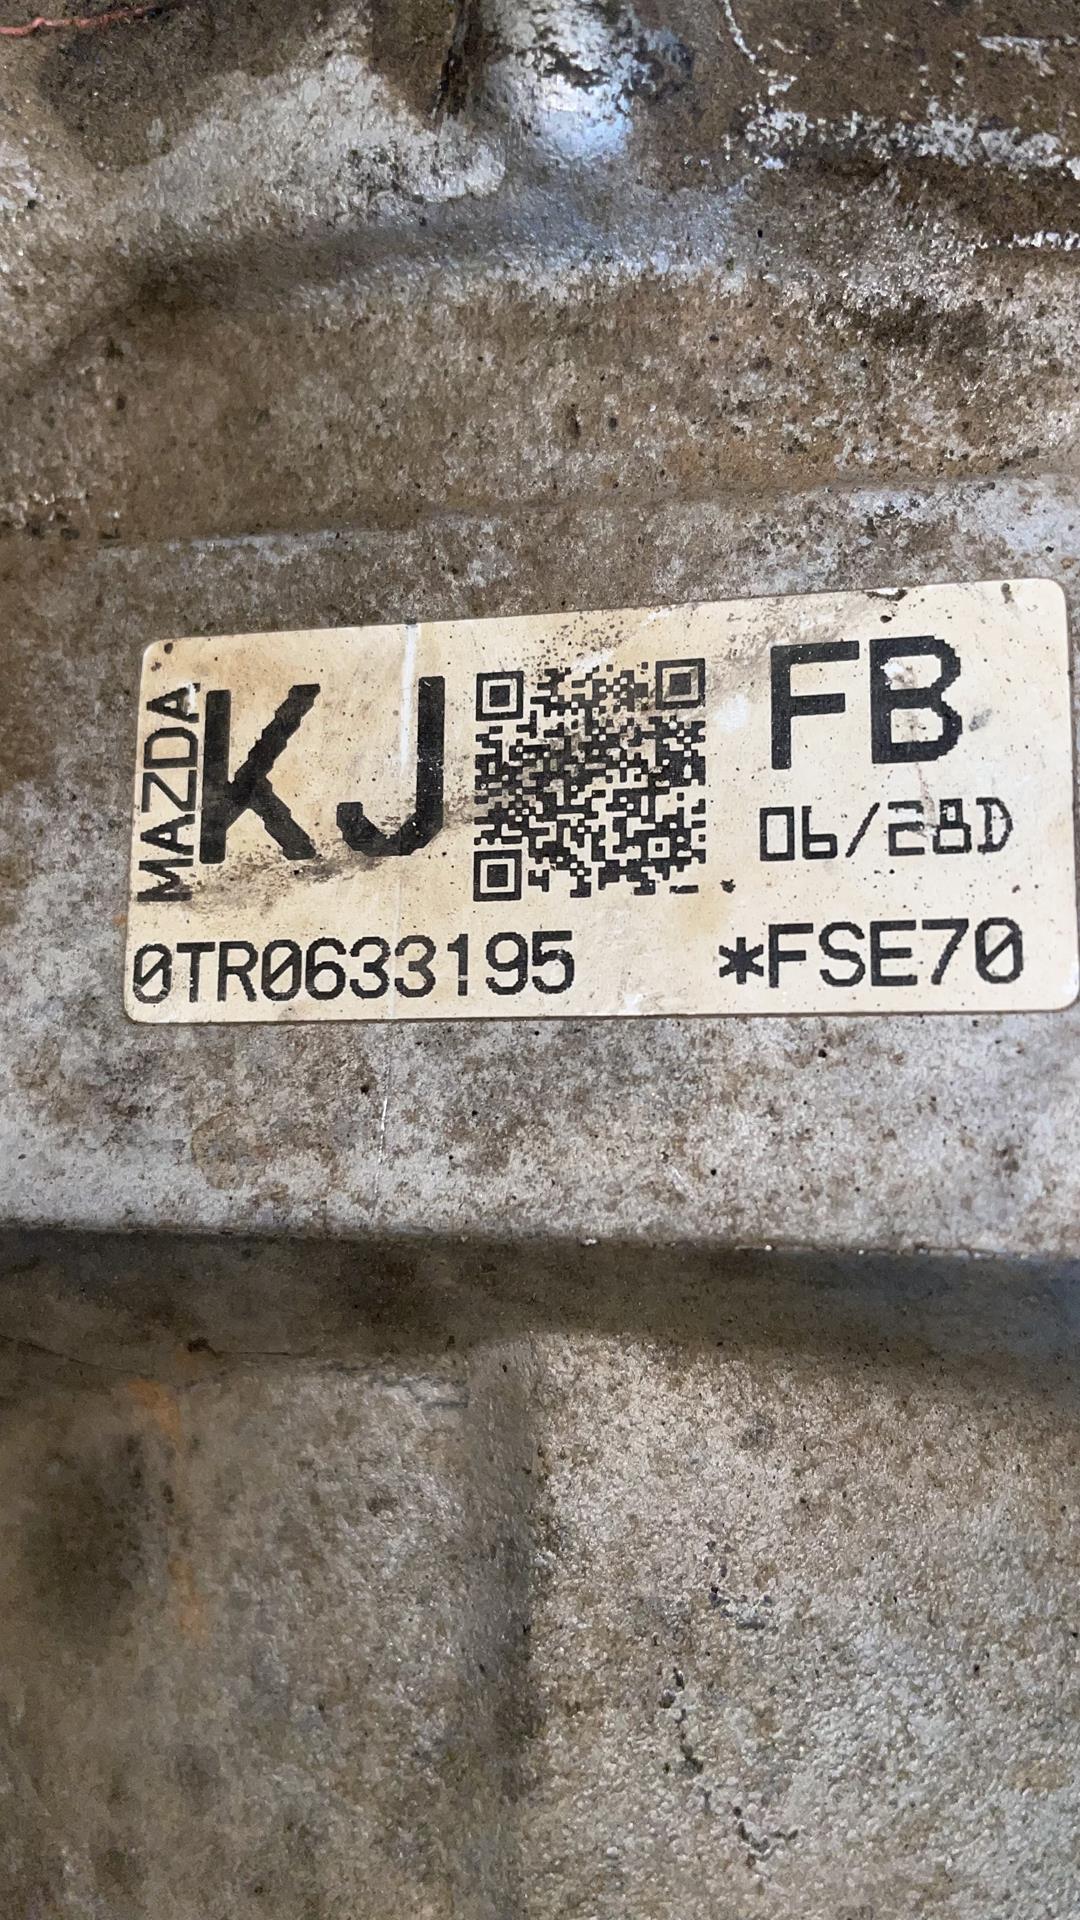 MAZDA
KJ
FB
06/28D
0TR0633195
*FSE70